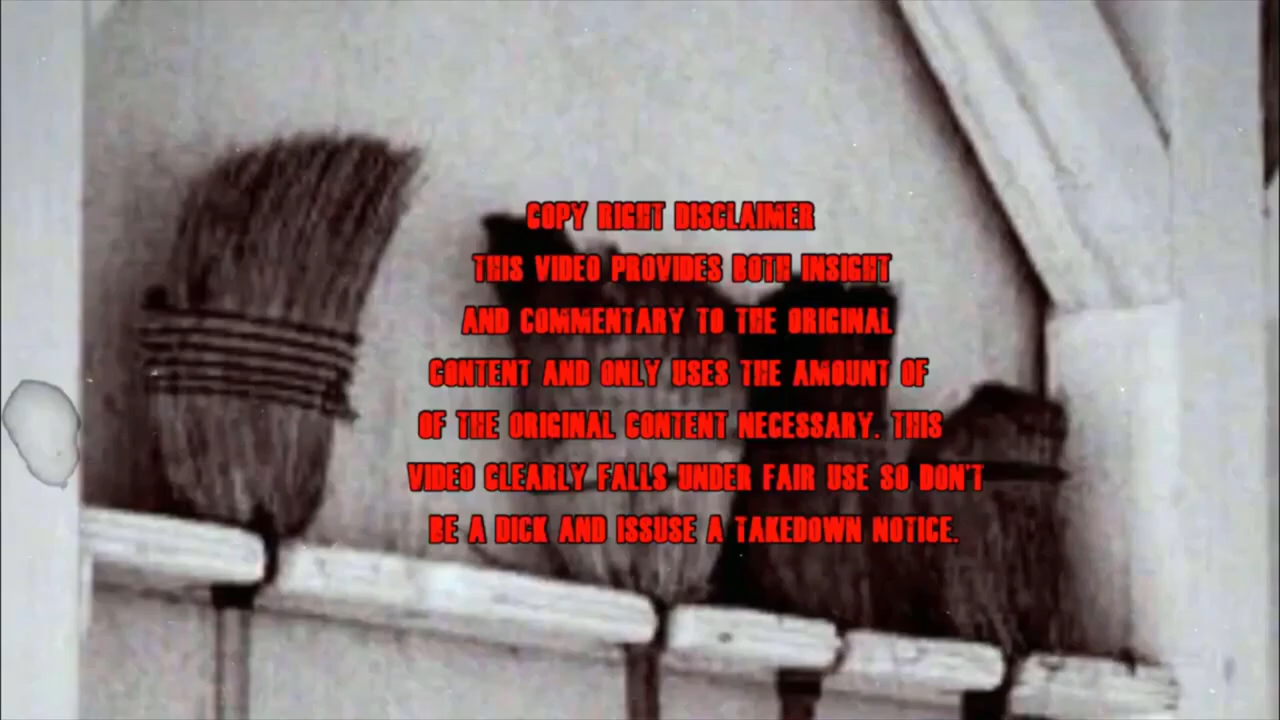 COPY RIGHT DISCLAIMER
THIS VIDEO PROVIDES BOTH INSIGHT
AND COMMENTARY TO THE ORIGINAL
CONTENT AND ONLY USES THE AMOUNT OF
OF THE ORIGINAL CONTENT NECESSARY. THIS
VIDEO CLEARLY FALLS UNDER FAIR USE SO DON'T
BE A DICK AND ISSUSE A TAKEDOWN NOTICE.